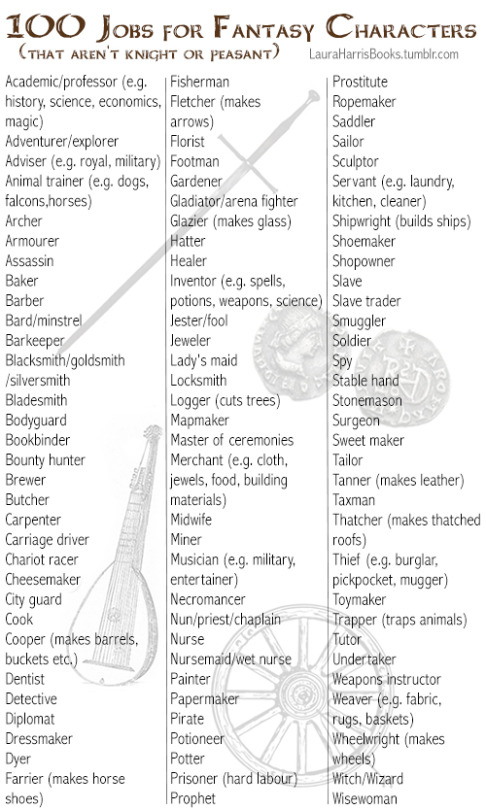 100 Jobs for Fantasy Characters
(that aren't knight or peasant)
LauraHarrisBooks.tumblr.com
Academic/professor (e.g.
history, science, economics,
magic)
Adventurer/explorer
Adviser (e.g. royal, military)
Animal trainer (e.g. dogs,
falcons,horses)
Archer
Armourer
Assassin
Baker
Barber
Bard/minstrel
Barkeeper
Blacksmith/goldsmith
/silversmith
Bladesmith
Bodyguard
Bookbinder
Bounty hunter
Brewer
Butcher
Carpenter
Carriage driver
Chariot racer
Cheesemaker
City guard
Cook
Cooper (makes barrels,
buckets etc.)
Dentist
Detective
Diplomat
Dressmaker
Dyer
Farrier (makes horse
shoes)
Fisherman
Fletcher (makes
arrows)
Florist
Footman
Gardener
Gladiator/arena fighter
Glazier (makes glass)
Hatter
Healer
Inventor (e.g. spells,
potions, weapons, science)
Jester/fool
Jeweler
Lady's maid
Locksmith
Logger (cuts trees)
Mapmaker
Master of ceremonies
Merchant (e.g. cloth,
jewels, food, building
materials)
Midwife
Miner
Musician (e.g. military,
entertainer)
Necromancer
Nun/priest/chaplain
Nurse
Nursemaid/wet nurse
Painter
Papermaker
Pirate
Potioneer
Potter
Prisoner (hard labour)
Prophet
Prostitute
Ropemaker
Saddler
Sailor
Sculptor
Servant (e.g. laundry,
kitchen, cleaner)
Shipwright (builds ships)
Shoemaker
Shopowner
Slave
Slave trader
Smuggler
Soldier
Spy
Stable hand
Stonemason
Surgeon
Sweet maker
Tailor
Tanner (makes leather)
Taxman
Thatcher (makes thatched
roofs)
Thief (e.g. burglar,
pickpocket, mugger)
Toymaker
Trapper (traps animals)
Tutor
Undertaker
Weapons instructor
Weaver (e.g. fabric,
rugs, baskets)
Wheelwright (makes
wheels)
Witch/Wizard
Wisewoman